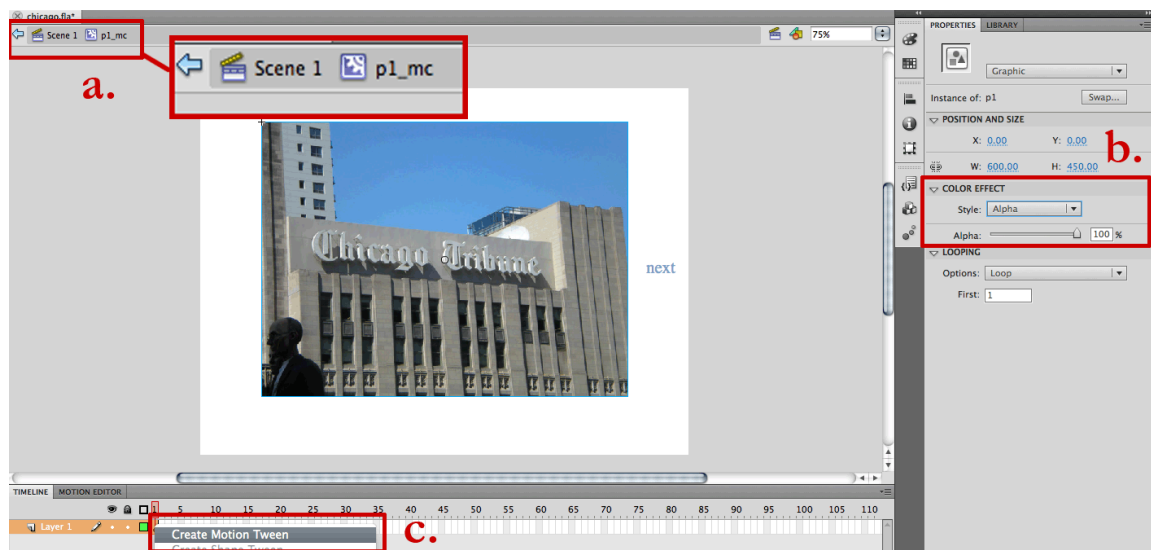 chicago.fla*
Scene 1 p1_mc 75%
Scene 1 p1_mc
a.
Chicago Tribune
next
PROPERTIES LIBRARY
Graphic
Instance of: p1 Swap...
POSITION AND SIZE
X: 0.00 Y: 0.00
b.
W: 600.00 H: 450.00
COLOR EFFECT
Style: Alpha
Alpha: 100 %
LOOPING
Options: Loop
First: 1
TIMELINE MOTION EDITOR
1 5 10 15 20 25 30 35 40 45 50 55 60 65 70 75 80 85 90 95 100 105 110
Layer 1
Create Motion Tween
c.
Create Shape Tween